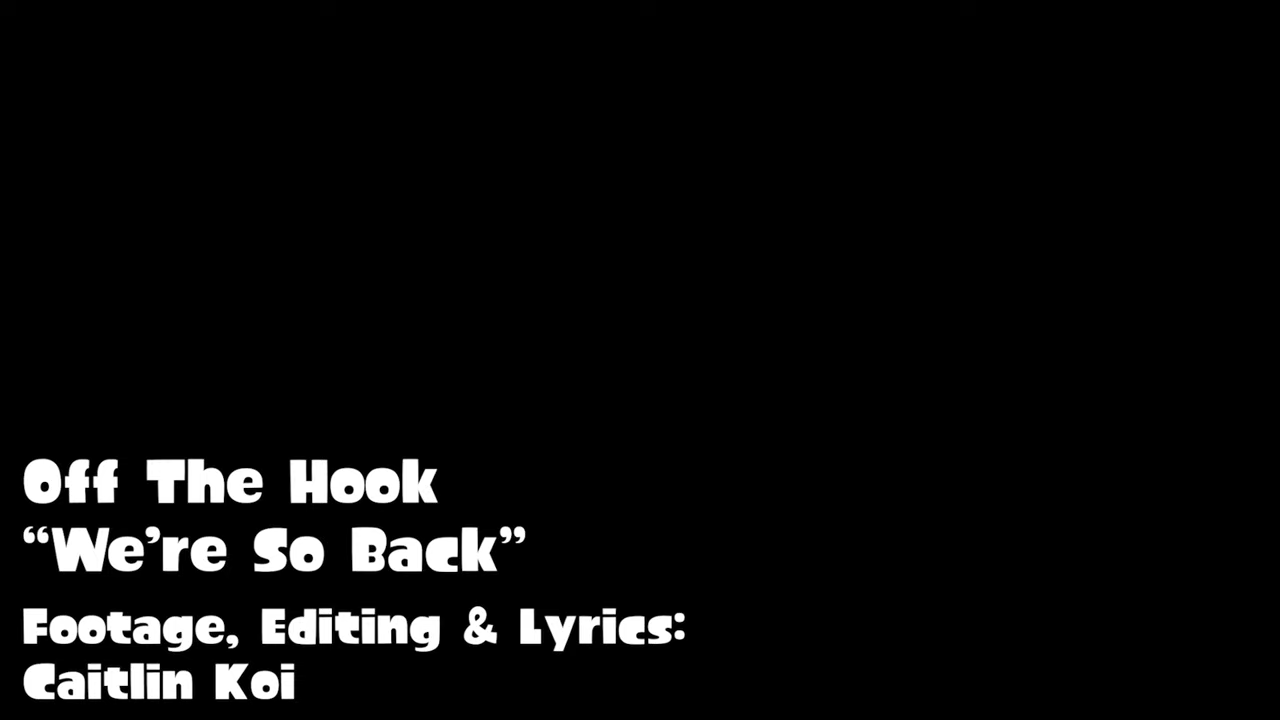 Off The Hook
“We’re So Back”
Footage, Editing & Lyrics:
Caitlin Koi